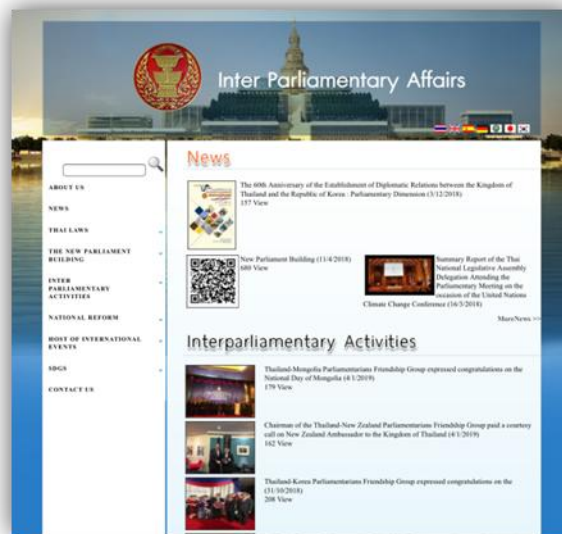 Inter Parliamentary Affairs
ABOUT US
NEWS
THAI LAWS
THE NEW PARLIAMENT
BUILDING
INTER
PARLIAMENTARY
ACTIVITIES
NATIONAL REFORM
HOST OF INTERNATIONAL
EVENTS
SDGS
CONTACT US
News
The 60th Anniversary of the Establishment of Diplomatic Relations between the Kingdom of
Thailand and the Republic of Korea : Parliamentary Dimension (3/12/2018)
157 View
New Parliament Building (11/4/2018)
680 View
Summary Report of the Thai
National Legislative Assembly
Delegation Attending the
Parliamentary Meeting on the
occasion of the United Nations
Climate Change Conference (16/3/2018)
MoreNews >>
Interparliamentary Activities
Thailand-Mongolia Parliamentarians Friendship Group expressed congratulations on the
National Day of Mongolia (4/1/2019)
179 View
Chairman of the Thailand-New Zealand Parliamentarians Friendship Group paid a courtesy
call on New Zealand Ambassador to the Kingdom of Thailand (4/1/2019)
162 View
Thailand-Korea Parliamentarians Friendship Group expressed congratulations on the
(31/10/2018)
208 View